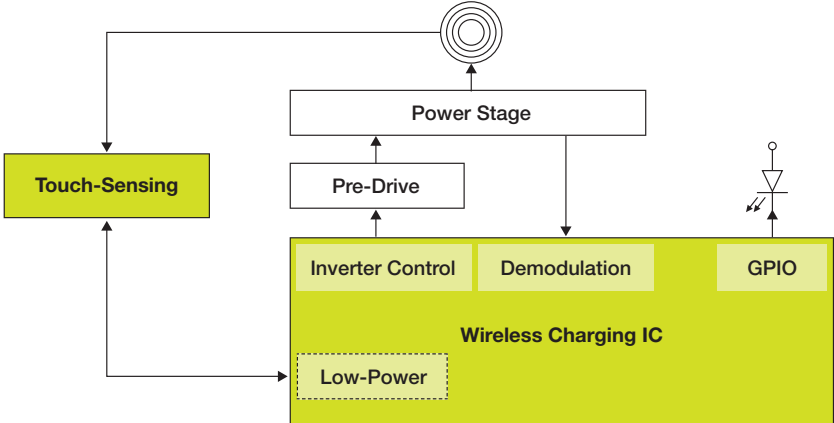 Power Stage
Touch-Sensing
Pre-Drive
Inverter Control
Demodulation
GPIO
Wireless Charging IC
Low-Power